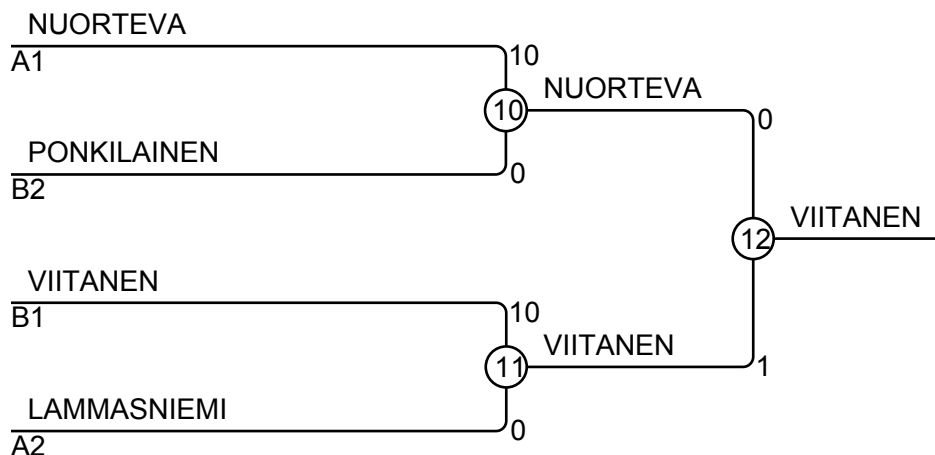 NUORTEVA
A1
10
10
NUORTEVA
0
PONKILAINEN
B2
0
12
VIITANEN
VIITANEN
B1
10
11
VIITANEN
1
LAMMASNIEMI
A2
0